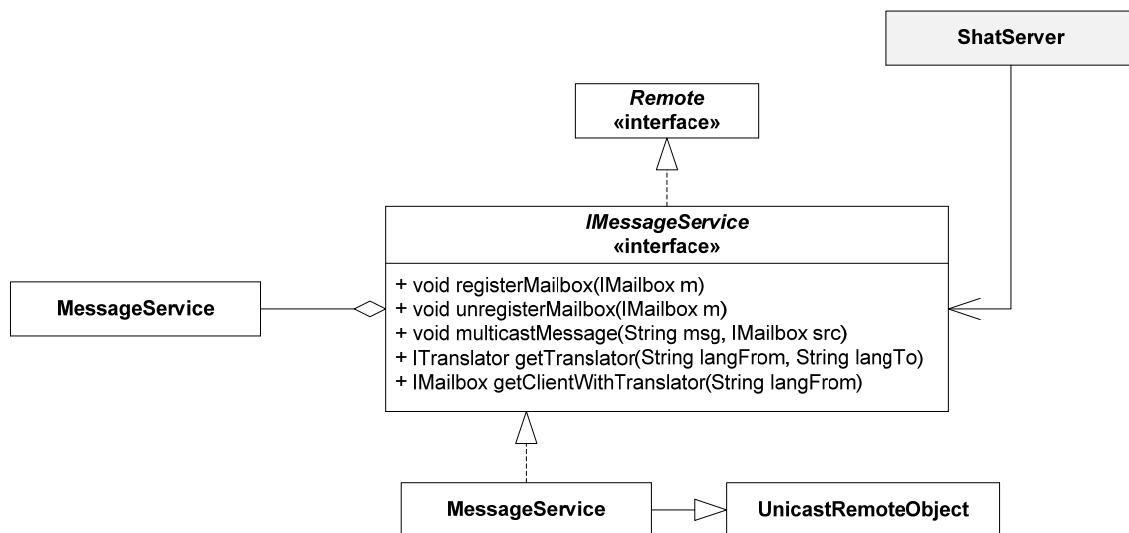 ShatServer
Remote
«interface»
IMessageService
«interface»
+ void registerMailbox(IMailbox m)
+ void unregisterMailbox(IMailbox m)
+ void multicastMessage(String msg, IMailbox src)
+ ITranslator getTranslator(String langFrom, String langTo)
+ IMailbox getClientWithTranslator(String langFrom)
MessageService
MessageService
UnicastRemoteObject